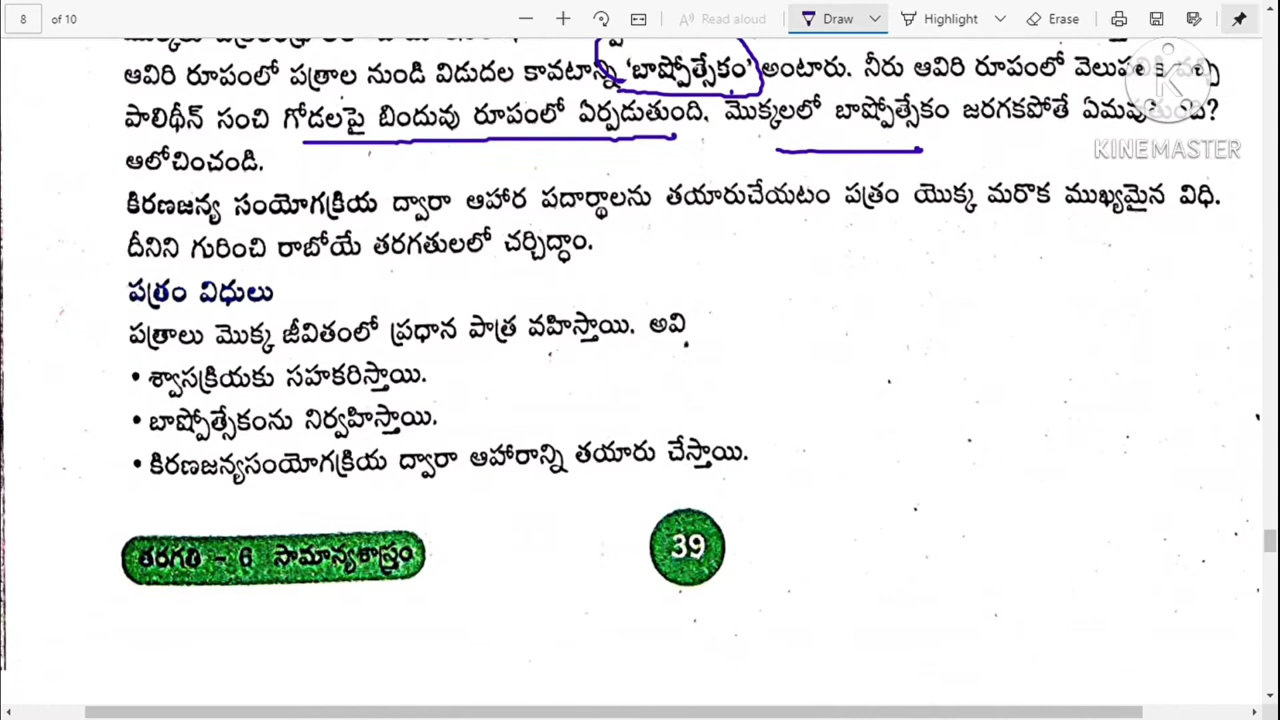 8 of 10 Read aloud Draw Highlight Erase
ఆవిరి రూపంలో పత్రాల నుండి విడుదల కావటాన్ని 'బాష్పోత్సేకం' అంటారు. నీరు ఆవిరి రూపంలో
పాలిథీన్ సంచి గోడలపై బిందువు రూపంలో ఏర్పడుతుంది. మొక్కలలో బాష్పోత్సేకం జరగకపోతే ఏమవుతుంది?
KINEMASTER
ఆలోచించండి.
కిరణజన్య సంయోగక్రియ ద్వారా ఆహార పదార్థాలను తయారుచేయటం పత్రం యొక్క మరొక ముఖ్యమైన విధి.
దీనిని గురించి రాబోయే తరగతులలో చర్చిద్దాం.
పత్రం విధులు
పత్రాలు మొక్క జీవితంలో ప్రధాన పాత్ర వహిస్తాయి. అవి
• శ్వాసక్రియకు సహకరిస్తాయి.
• బాష్పోత్సేకంను నిర్వహిస్తాయి.
• కిరణజన్యసంయోగక్రియ ద్వారా ఆహారాన్ని తయారు చేస్తాయి.
తరగతి - 6 సామాన్యశాస్త్రం 39